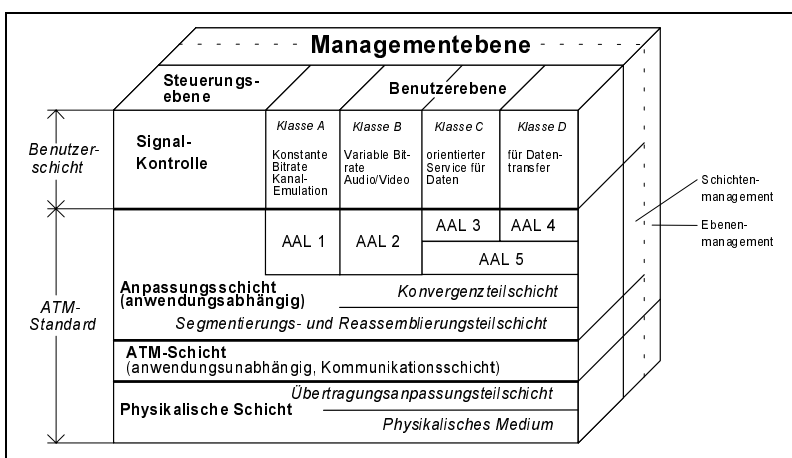 Managementebene
Steuerungs-
ebene
Benutzerebene
Benutzer-
schicht
Signal-
Kontrolle
Klasse A
Konstante
Bitrate
Kanal-
Emulation
Klasse B
Variable Bit-
rate
Audio/Video
Klasse C
orientierter
Service für
Daten
Klasse D
für Daten-
transfer
Schichten-
management
Ebenen-
management
AAL 1
AAL 2
AAL 3
AAL 4
AAL 5
ATM-
Standard
Anpassungsschicht
(anwendungsabhängig)
Konvergenzteilschicht
Segmentierungs- und Reassemblierungsteilschicht
ATM-Schicht
(anwendungsunabhängig, Kommunikationsschicht)
Übertragungsanpassungsteilschicht
Physikalische Schicht
Physikalisches Medium